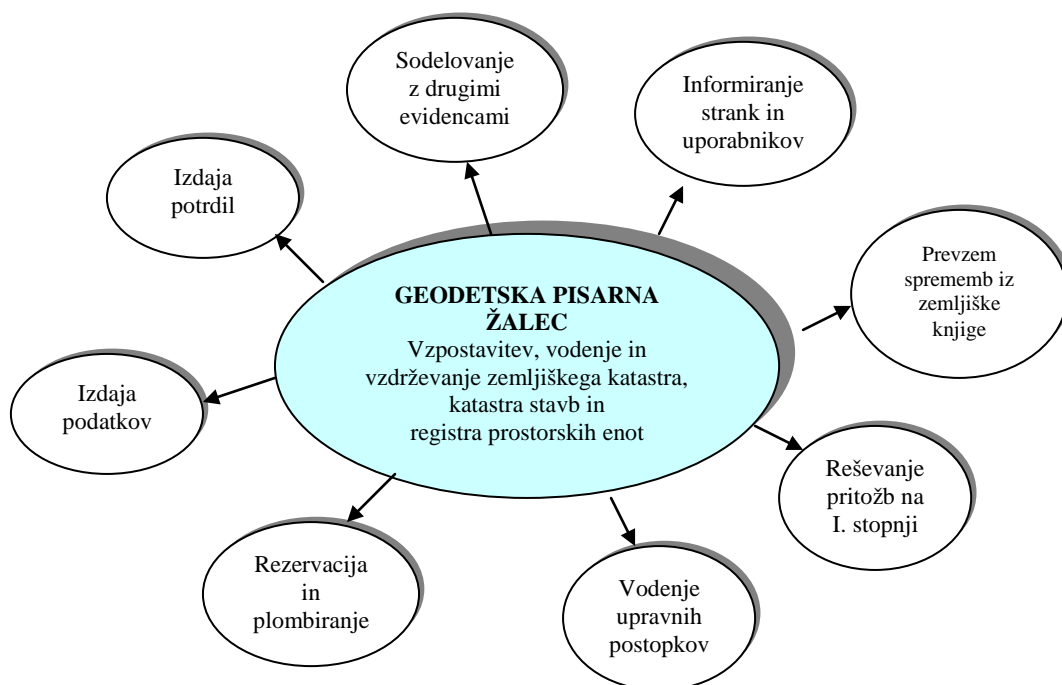 Sodelovanje
z drugimi
evidencami
Informiranje
strank in
uporabnikov
Izdaja
potrdil
Prevzem
sprememb iz
zemljiške
knjige
GEODETSKA PISARNA
ŽALEC
Vzpostavitev, vodenje in
vzdrževanje zemljiškega katastra,
katastra stavb in
registra prostorskih enot
Izdaja
podatkov
Reševanje
pritožb na
I. stopnji
Rezervacija
in
plombiranje
Vodenje
upravnih
postopkov